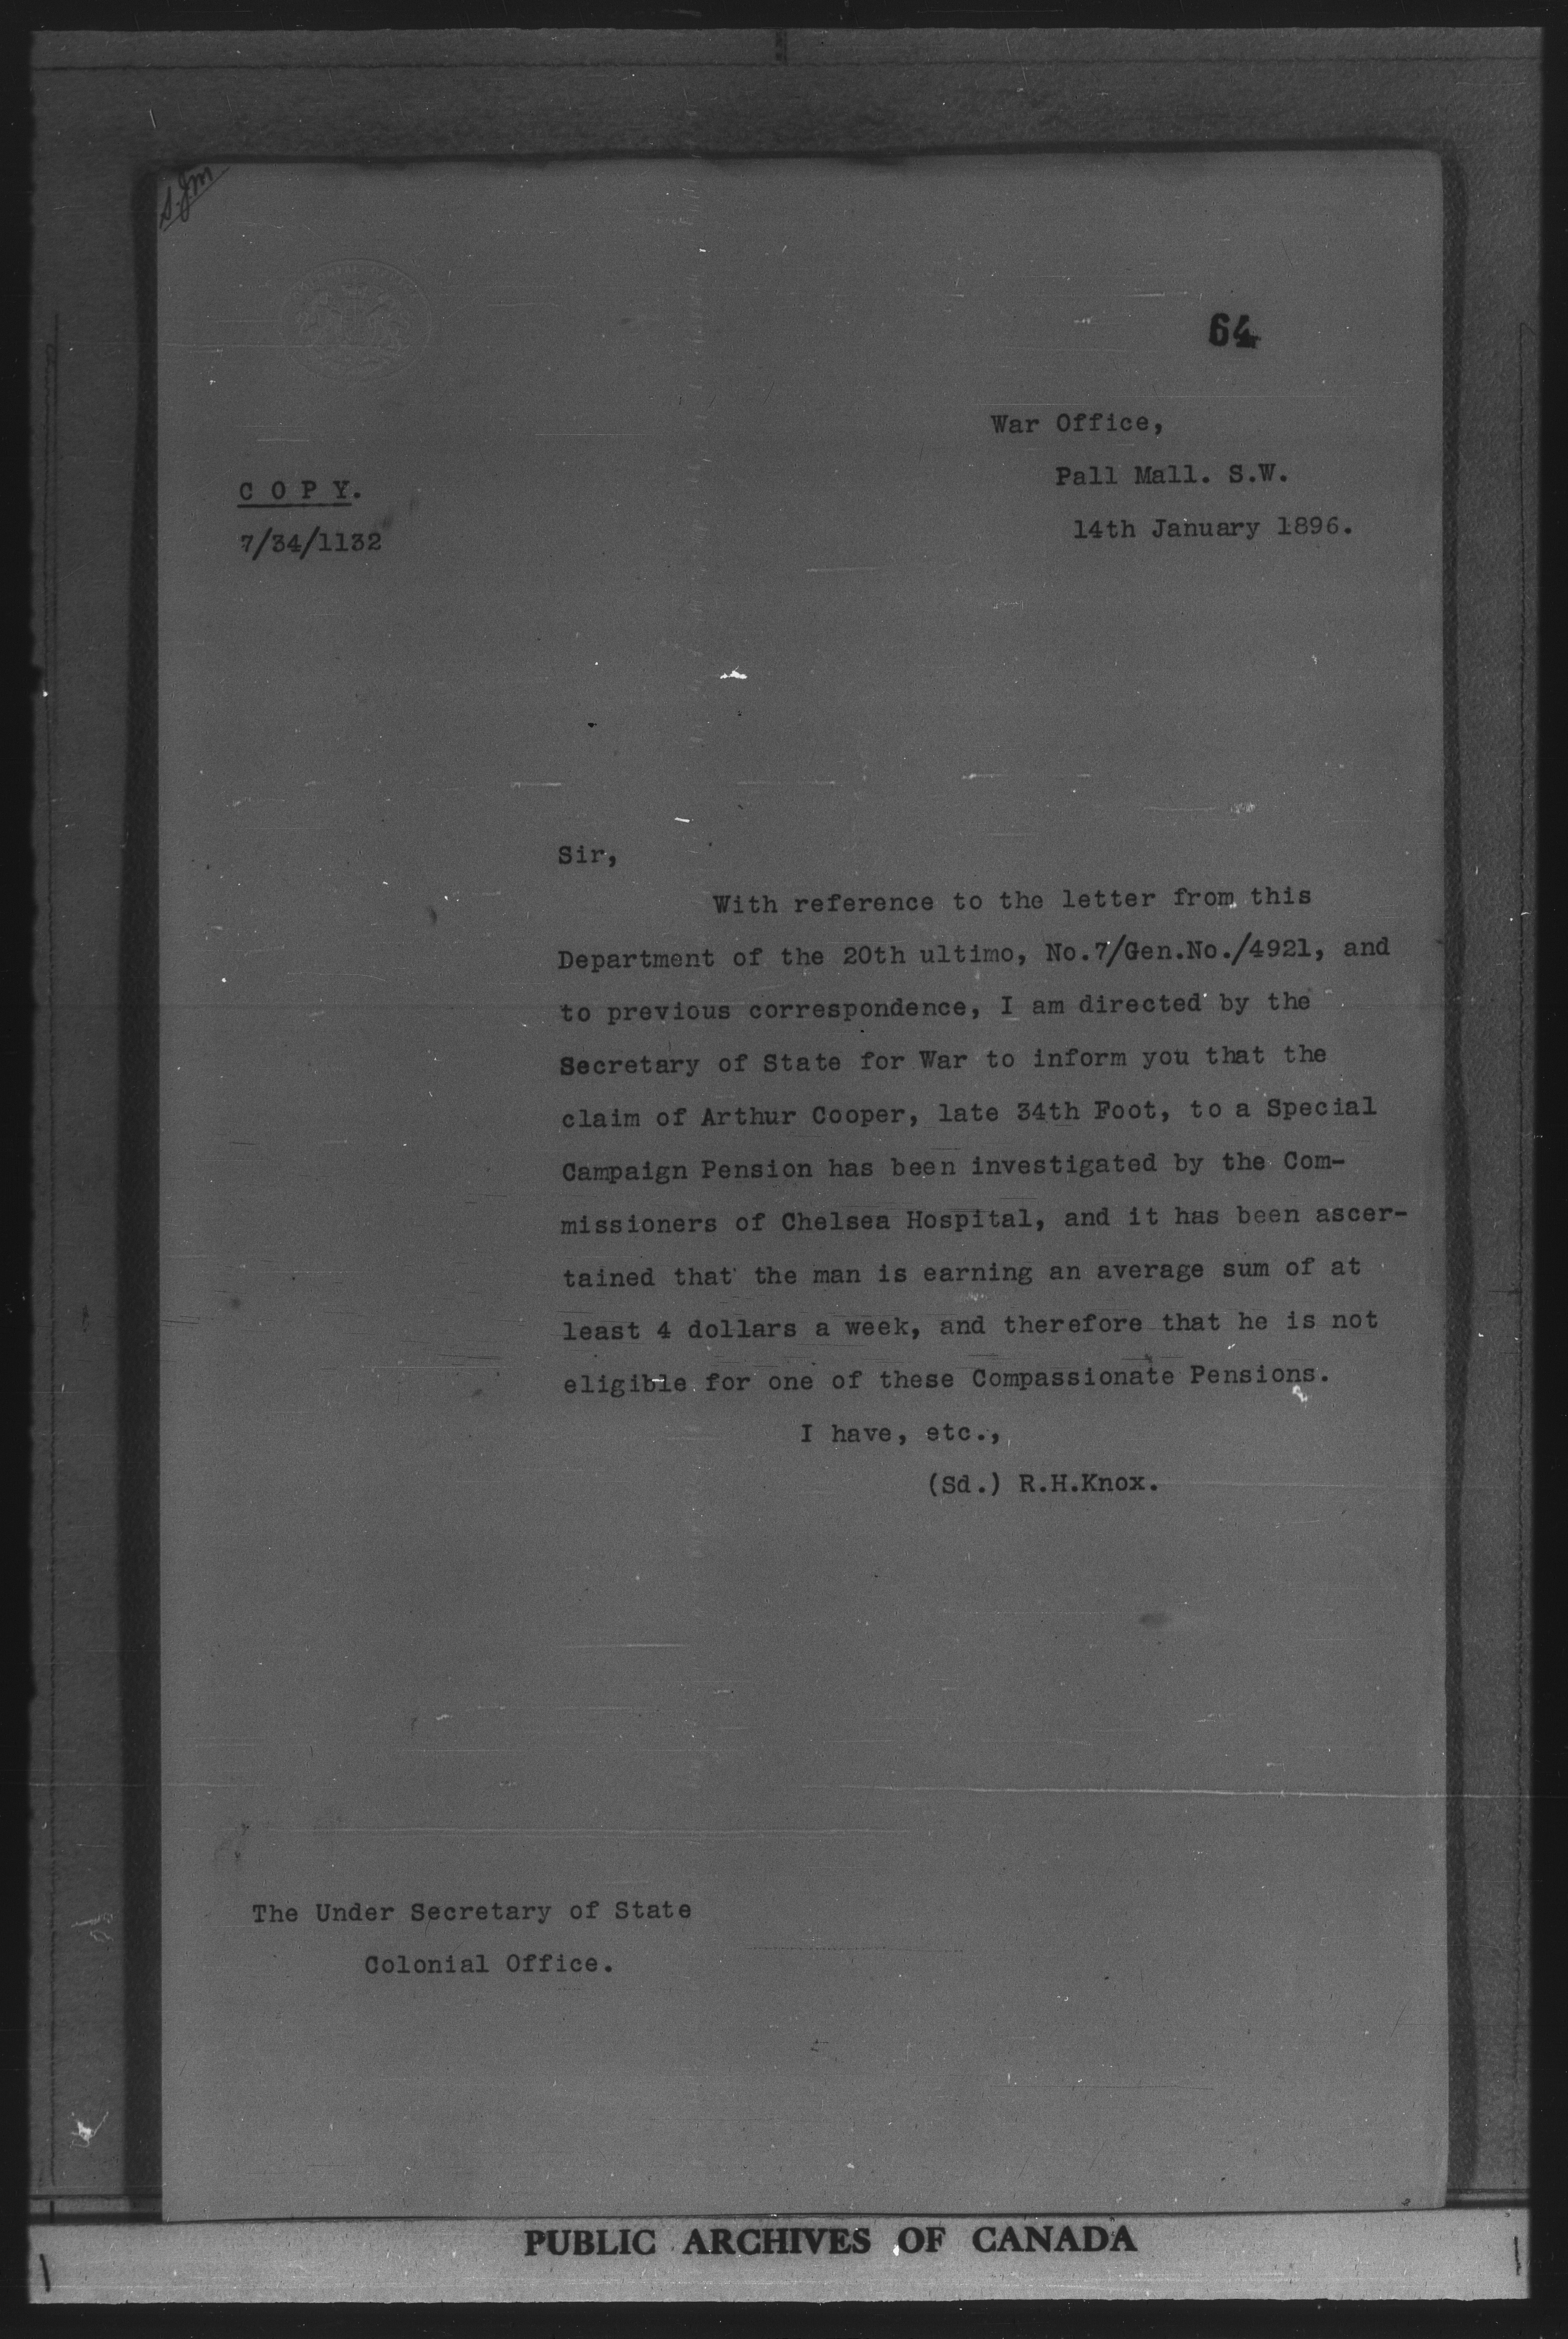 64
War Office,
Pall Mall. S.W.
14th January 1896.
C O P Y.
7/34/1132
Sir,
With reference to the letter from this
Department of the 20th ultimo, No.7/Gen.No./4921, and
to previous correspondence, I am directed by the
Secretary of State for War to inform you that the
claim of Arthur Cooper, late 34th Foot, to a Special
Campaign Pension has been investigated by the Com-
missioners of Chelsea Hospital, and it has been ascer-
tained that the man is earning an average sum of at
least 4 dollars a week, and therefore that he is not
eligible for one of these Compassionate Pensions.
I have, etc.,
(Sd.) R.H.Knox.
The Under Secretary of State
Colonial Office.
PUBLIC ARCHIVES OF CANADA